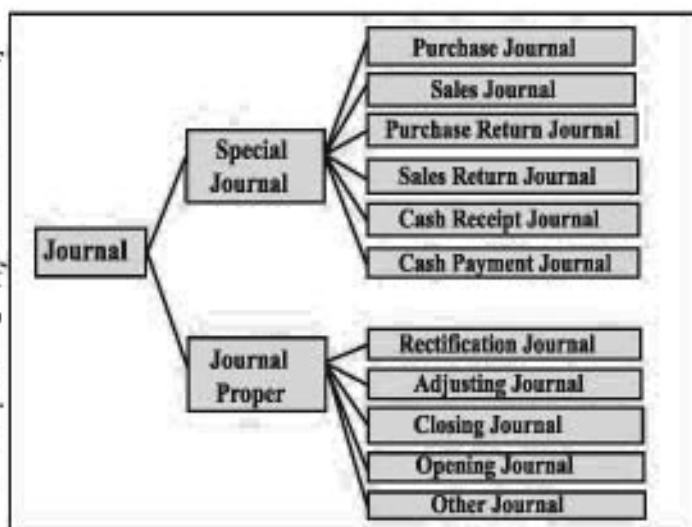 Journal
Special
Journal
Purchase Journal
Sales Journal
Purchase Return Journal
Sales Return Journal
Cash Receipt Journal
Cash Payment Journal
Journal
Proper
Rectification Journal
Adjusting Journal
Closing Journal
Opening Journal
Other Journal